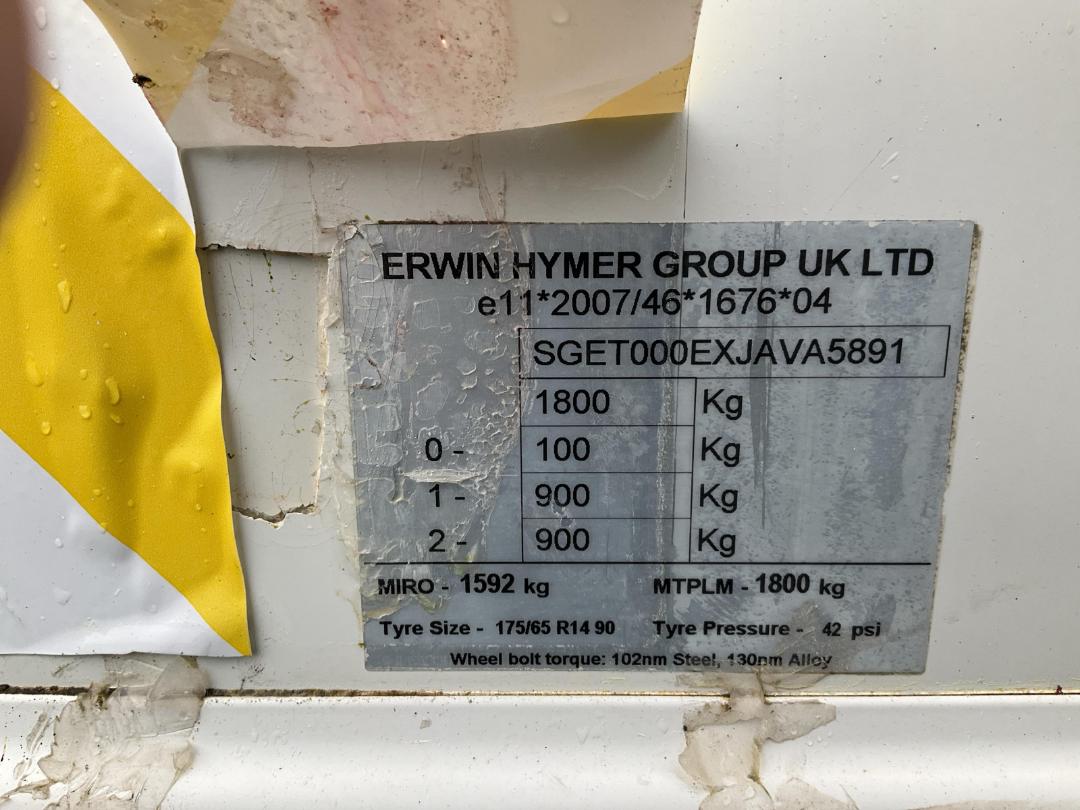 ERWIN HYMER GROUP UK LTD
e11*2007/46*1676*04
SGET000EXJAVA5891
1800 Kg
0 - 100 Kg
1 - 900 Kg
2 - 900 Kg
MIRO - 1592 kg MTPLM - 1800 kg
Tyre Size - 175/65 R14 90 Tyre Pressure - 42 psi
Wheel bolt torque: 102nm Steel, 130nm Alloy